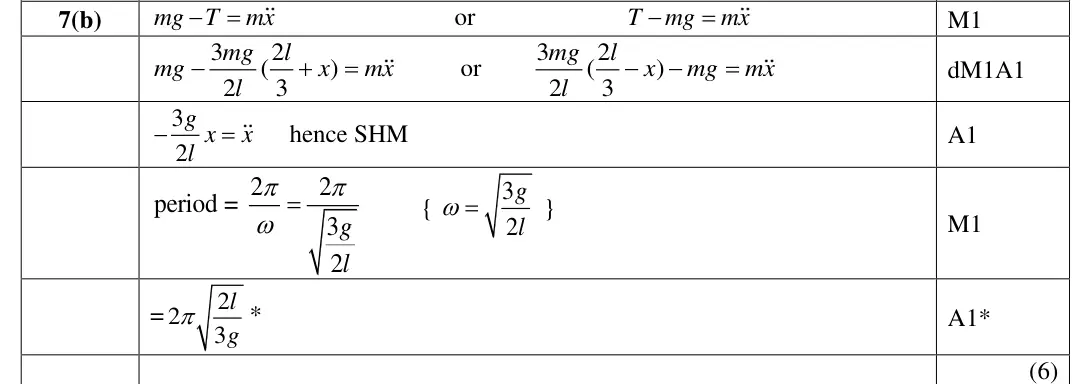 7(b) mg − T = mẍ or T − mg = mẍ M1
mg − 3mg/2l (2l/3 + x) = mẍ or 3mg/2l (2l/3 − x) − mg = mẍ dM1A1
− 3g/2l x = ẍ hence SHM A1
period = 2π/ω = 2π/√(3g/2l) { ω = √(3g/2l) } M1
= 2π√(2l/3g) * A1*
(6)